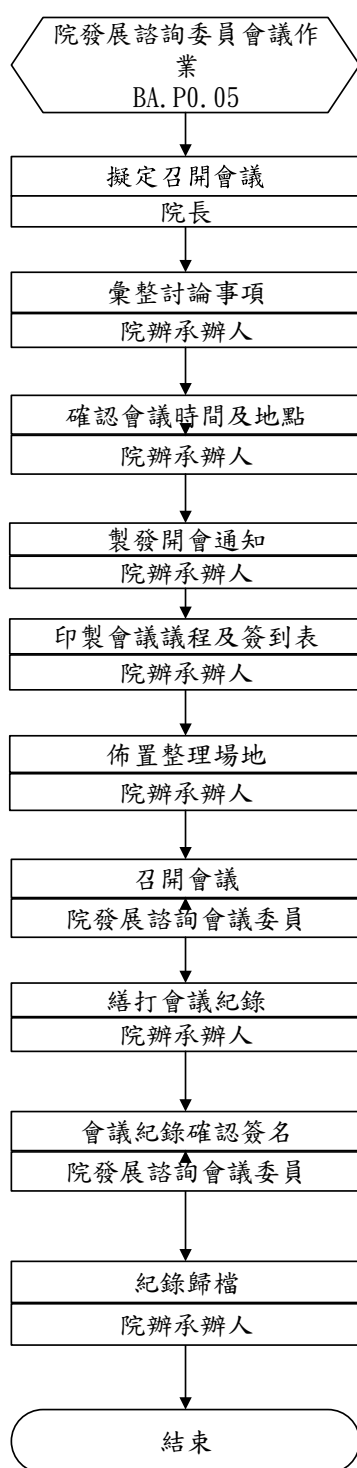 院發展諮詢委員會議作
業
BA.P0.05
擬定召開會議
院長
彙整討論事項
院辦承辦人
確認會議時間及地點
院辦承辦人
製發開會通知
院辦承辦人
印製會議議程及簽到表
院辦承辦人
佈置整理場地
院辦承辦人
召開會議
院發展諮詢會議委員
繕打會議紀錄
院辦承辦人
會議紀錄確認簽名
院發展諮詢會議委員
紀錄歸檔
院辦承辦人
結束